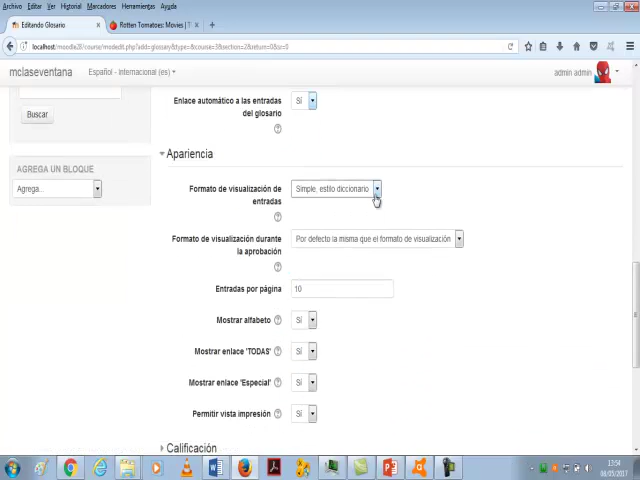 Archivo Editar Ver Historial Marcadores Herramientas Ayuda
Editando Glosario × Rotten Tomatoes: Movies | T ×
localhost/moodle28/course/modedit.php?add=glossary&type=&course=3&section=2&return=0&sr=0
mclaseventana Español - Internacional (es) admin admin
Enlace automático a las entradas del glosario Sí
Buscar
Apariencia
AGREGA UN BLOQUE
Agrega...
Formato de visualización de entradas Simple, estilo diccionario
Formato de visualización durante la aprobación Por defecto la misma que el formato de visualización
Entradas por página 10
Mostrar alfabeto Sí
Mostrar enlace 'TODAS' Sí
Mostrar enlace 'Especial' Sí
Permitir vista impresión Sí
Calificación
13:54
08/05/2017